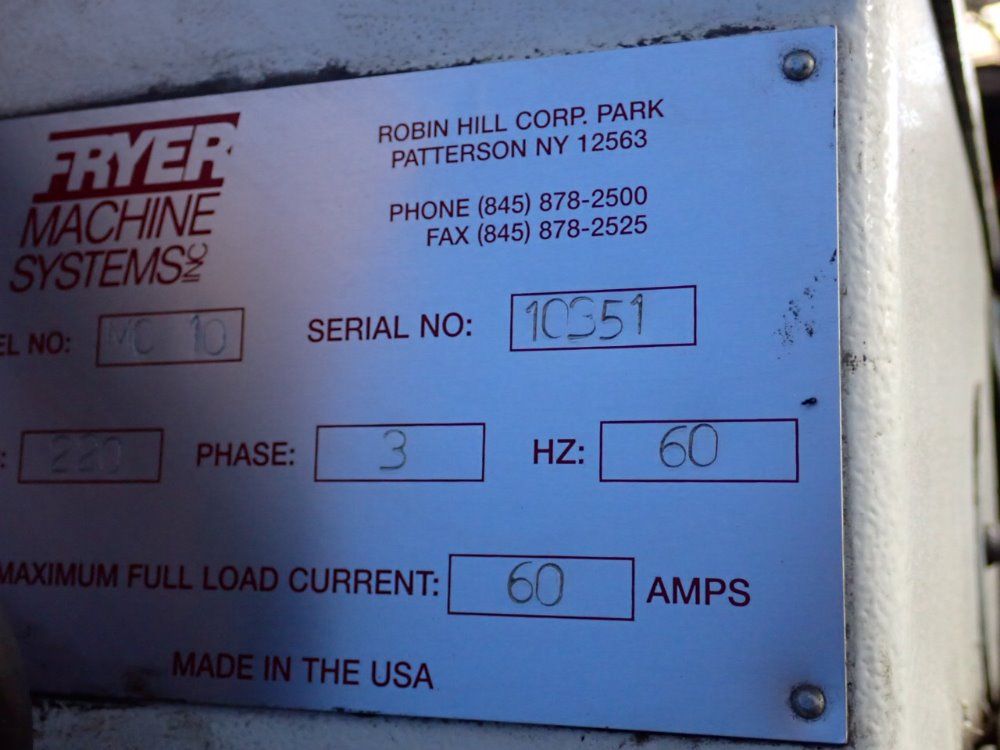 FRYER
MACHINE
SYSTEMS INC
ROBIN HILL CORP. PARK
PATTERSON NY 12563
PHONE (845) 878-2500
FAX (845) 878-2525
EL NO: MC 10 SERIAL NO: 10351
: 220 PHASE: 3 HZ: 60
MAXIMUM FULL LOAD CURRENT: 60 AMPS
MADE IN THE USA